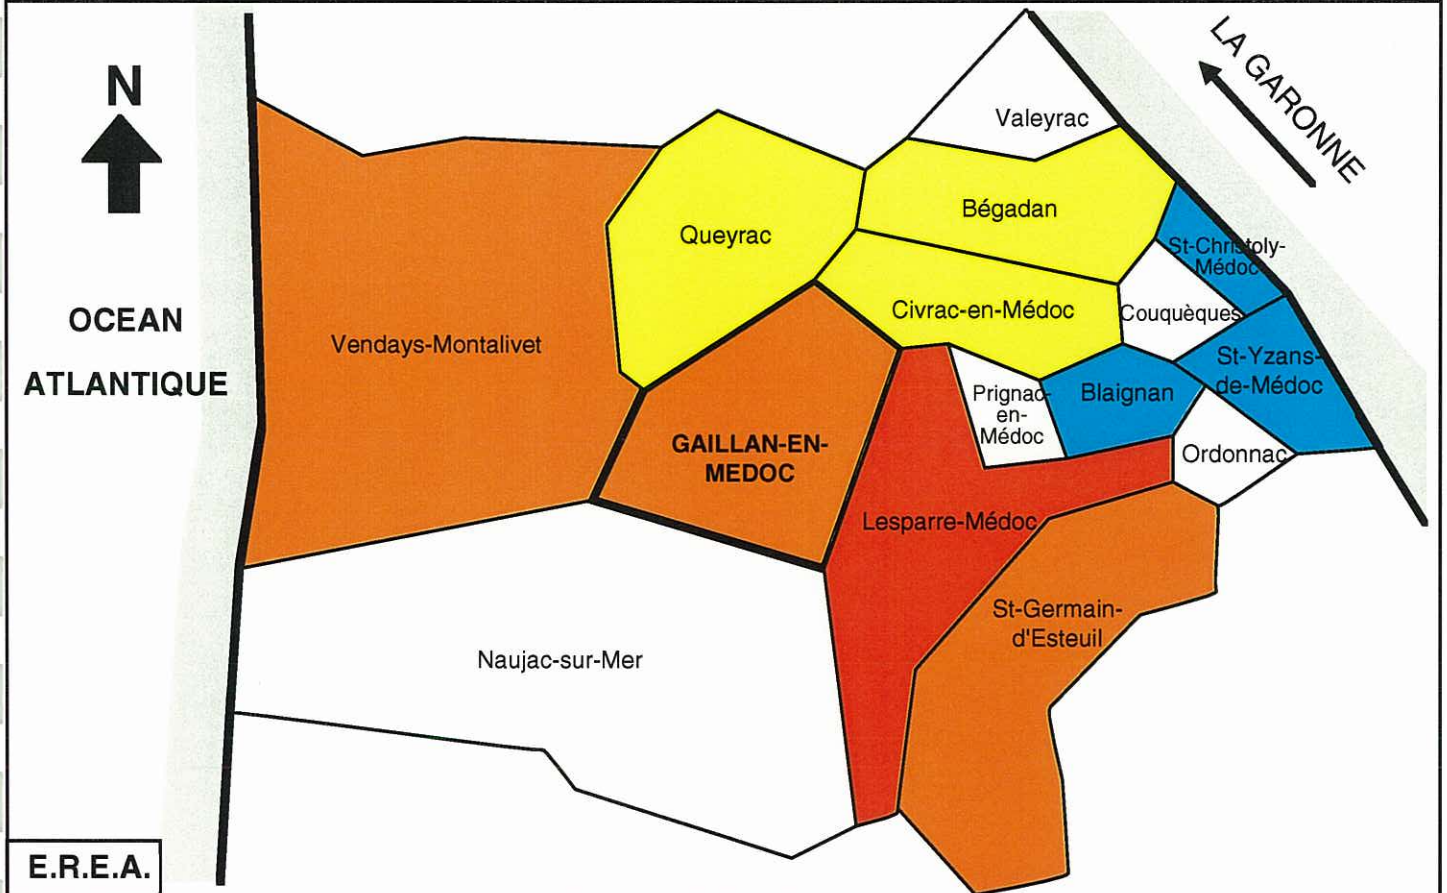 N
OCEAN
ATLANTIQUE
LA GARONNE
Valeyrac
Bégadan
Queyrac
St-Christoly-
Médoc
Civrac-en-Médoc
Couquèques
Vendays-Montalivet
St-Yzans-
de-Médoc
Prignac-
en-
Médoc
Blaignan
GAILLAN-EN-
MEDOC
Ordonnac
Lesparre-Médoc
St-Germain-
d'Esteuil
Naujac-sur-Mer
E.R.E.A.